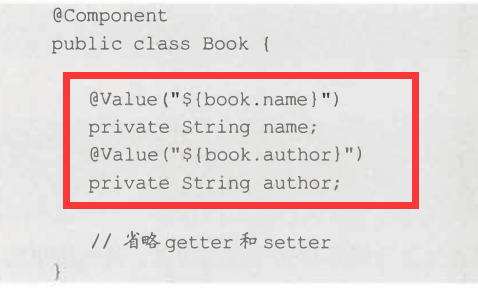 @Component
public class Book {
@Value("${book.name}")
private String name;
@Value("${book.author}")
private String author;
// 省略 getter 和 setter
}